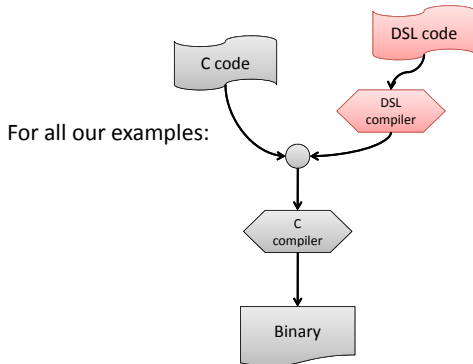 DSL code
C code
DSL
compiler
For all our examples:
C
compiler
Binary